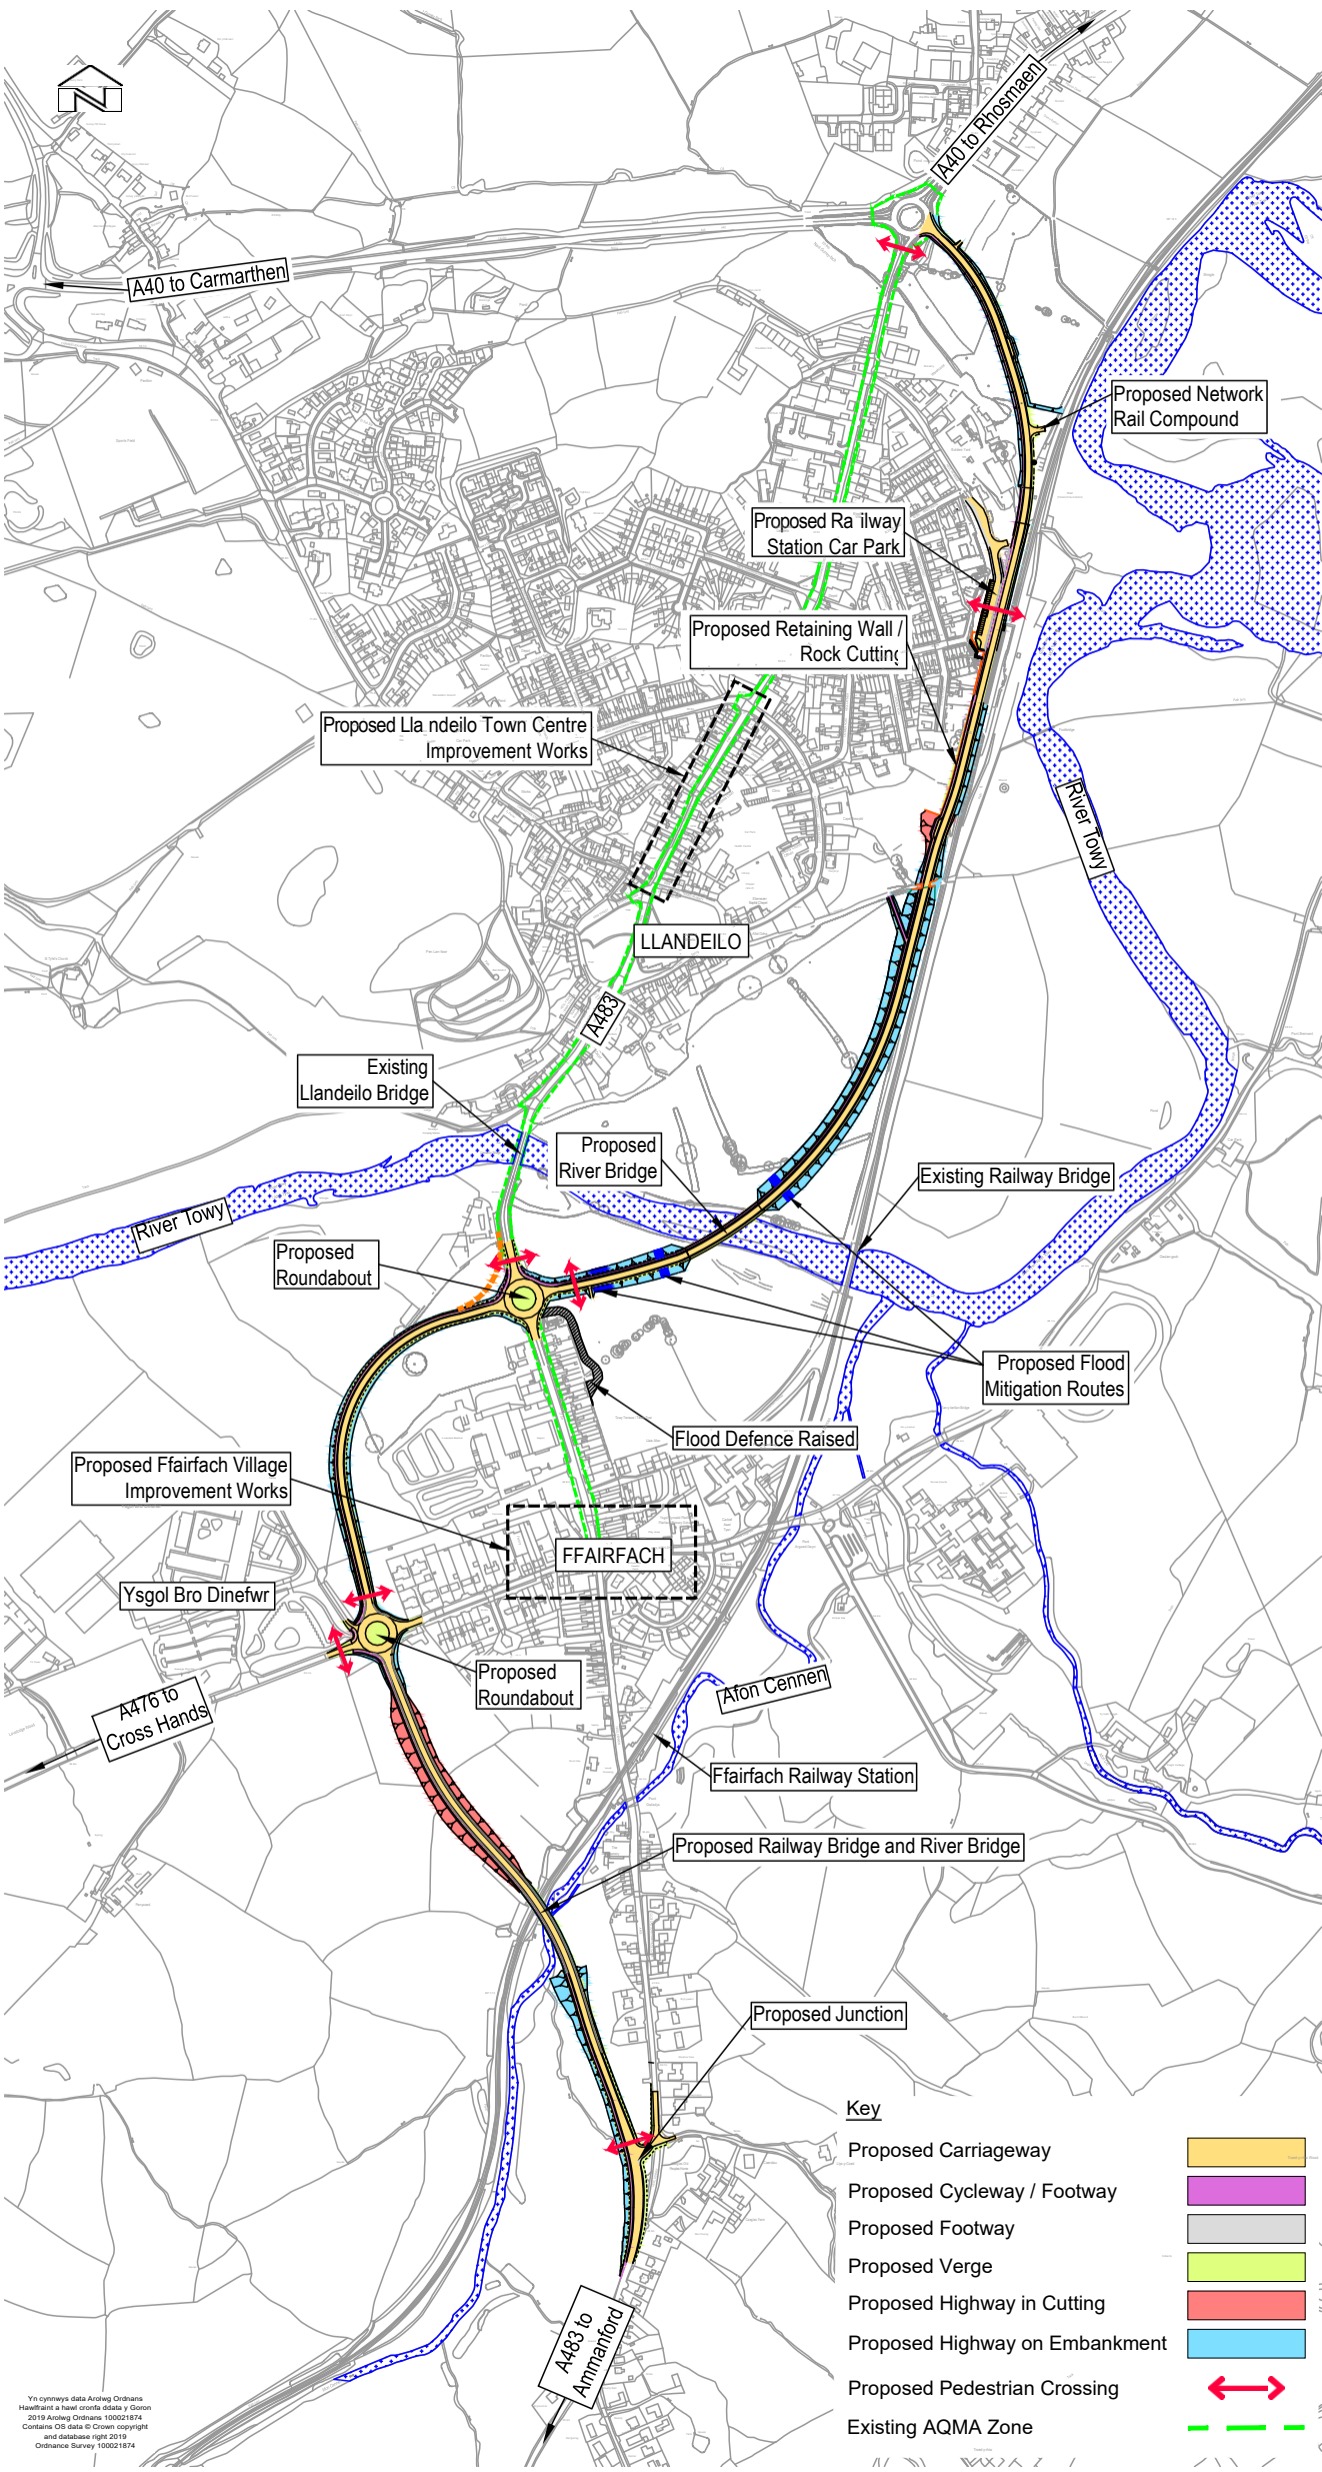 N
A40 to Rhosmaen
A40 to Carmarthen
Proposed Network
Rail Compound
Proposed Ra ilway
Station Car Park
Proposed Retaining Wall /
Rock Cutting
Proposed Lla ndeilo Town Centre
Improvement Works
River Towy
LLANDEILO
A483
Existing
Llandeilo Bridge
Proposed
River Bridge
Existing Railway Bridge
River Towy
Proposed
Roundabout
Proposed Flood
Mitigation Routes
Flood Defence Raised
Proposed Ffairfach Village
Improvement Works
FFAIRFACH
Ysgol Bro Dinefwr
Proposed
Roundabout
Afon Cennen
A476 to
Cross Hands
Ffairfach Railway Station
Proposed Railway Bridge and River Bridge
Proposed Junction
A483 to
Ammanford
Key
Proposed Carriageway
Proposed Cycleway / Footway
Proposed Footway
Proposed Verge
Proposed Highway in Cutting
Proposed Highway on Embankment
Proposed Pedestrian Crossing
Existing AQMA Zone
Yn cynnwys data Arolwg Ordnans
Hawlfraint a hawl cronfa ddata y Goron
2019 Arolwg Ordnans 100021874
Contains OS data © Crown copyright
and database right 2019
Ordnance Survey 100021874